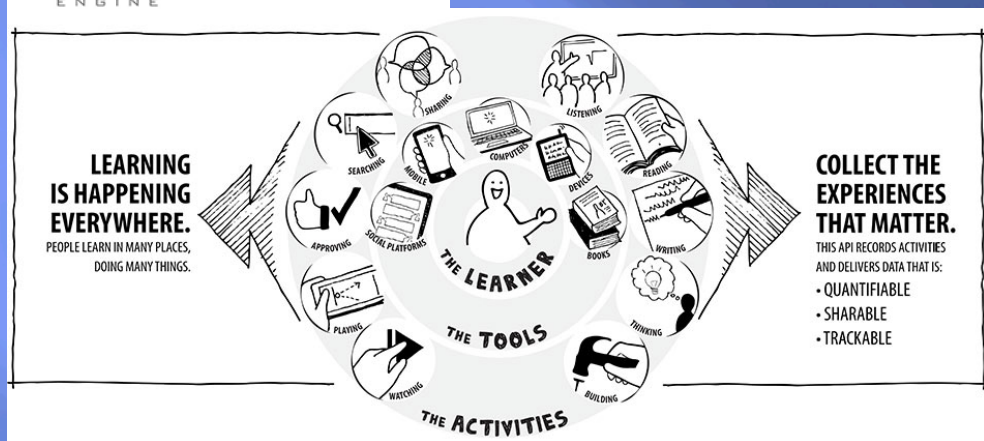 ENGINE
LEARNING
IS HAPPENING
EVERYWHERE.
PEOPLE LEARN IN MANY PLACES,
DOING MANY THINGS.
SHARING
LISTENING
SEARCHING
MOBILE
COMPUTERS
DEVICES
READING
APPROVING
SOCIAL PLATFORMS
BOOKS
WRITING
THE LEARNER
PLAYING
THINKING
THE TOOLS
WATCHING
BUILDING
THE ACTIVITIES
COLLECT THE
EXPERIENCES
THAT MATTER.
THIS API RECORDS ACTIVITIES
AND DELIVERS DATA THAT IS:
• QUANTIFIABLE
• SHARABLE
• TRACKABLE